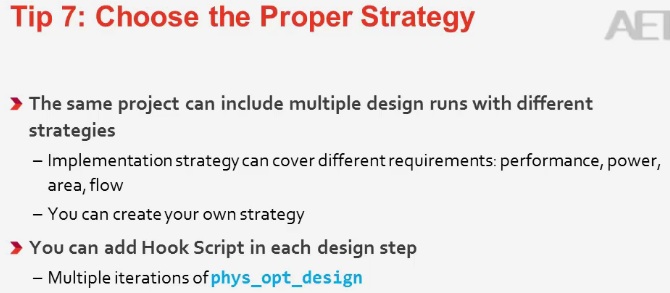 Tip 7: Choose the Proper Strategy
AET
The same project can include multiple design runs with different
strategies
– Implementation strategy can cover different requirements: performance, power,
area, flow
– You can create your own strategy
You can add Hook Script in each design step
– Multiple iterations of phys_opt_design